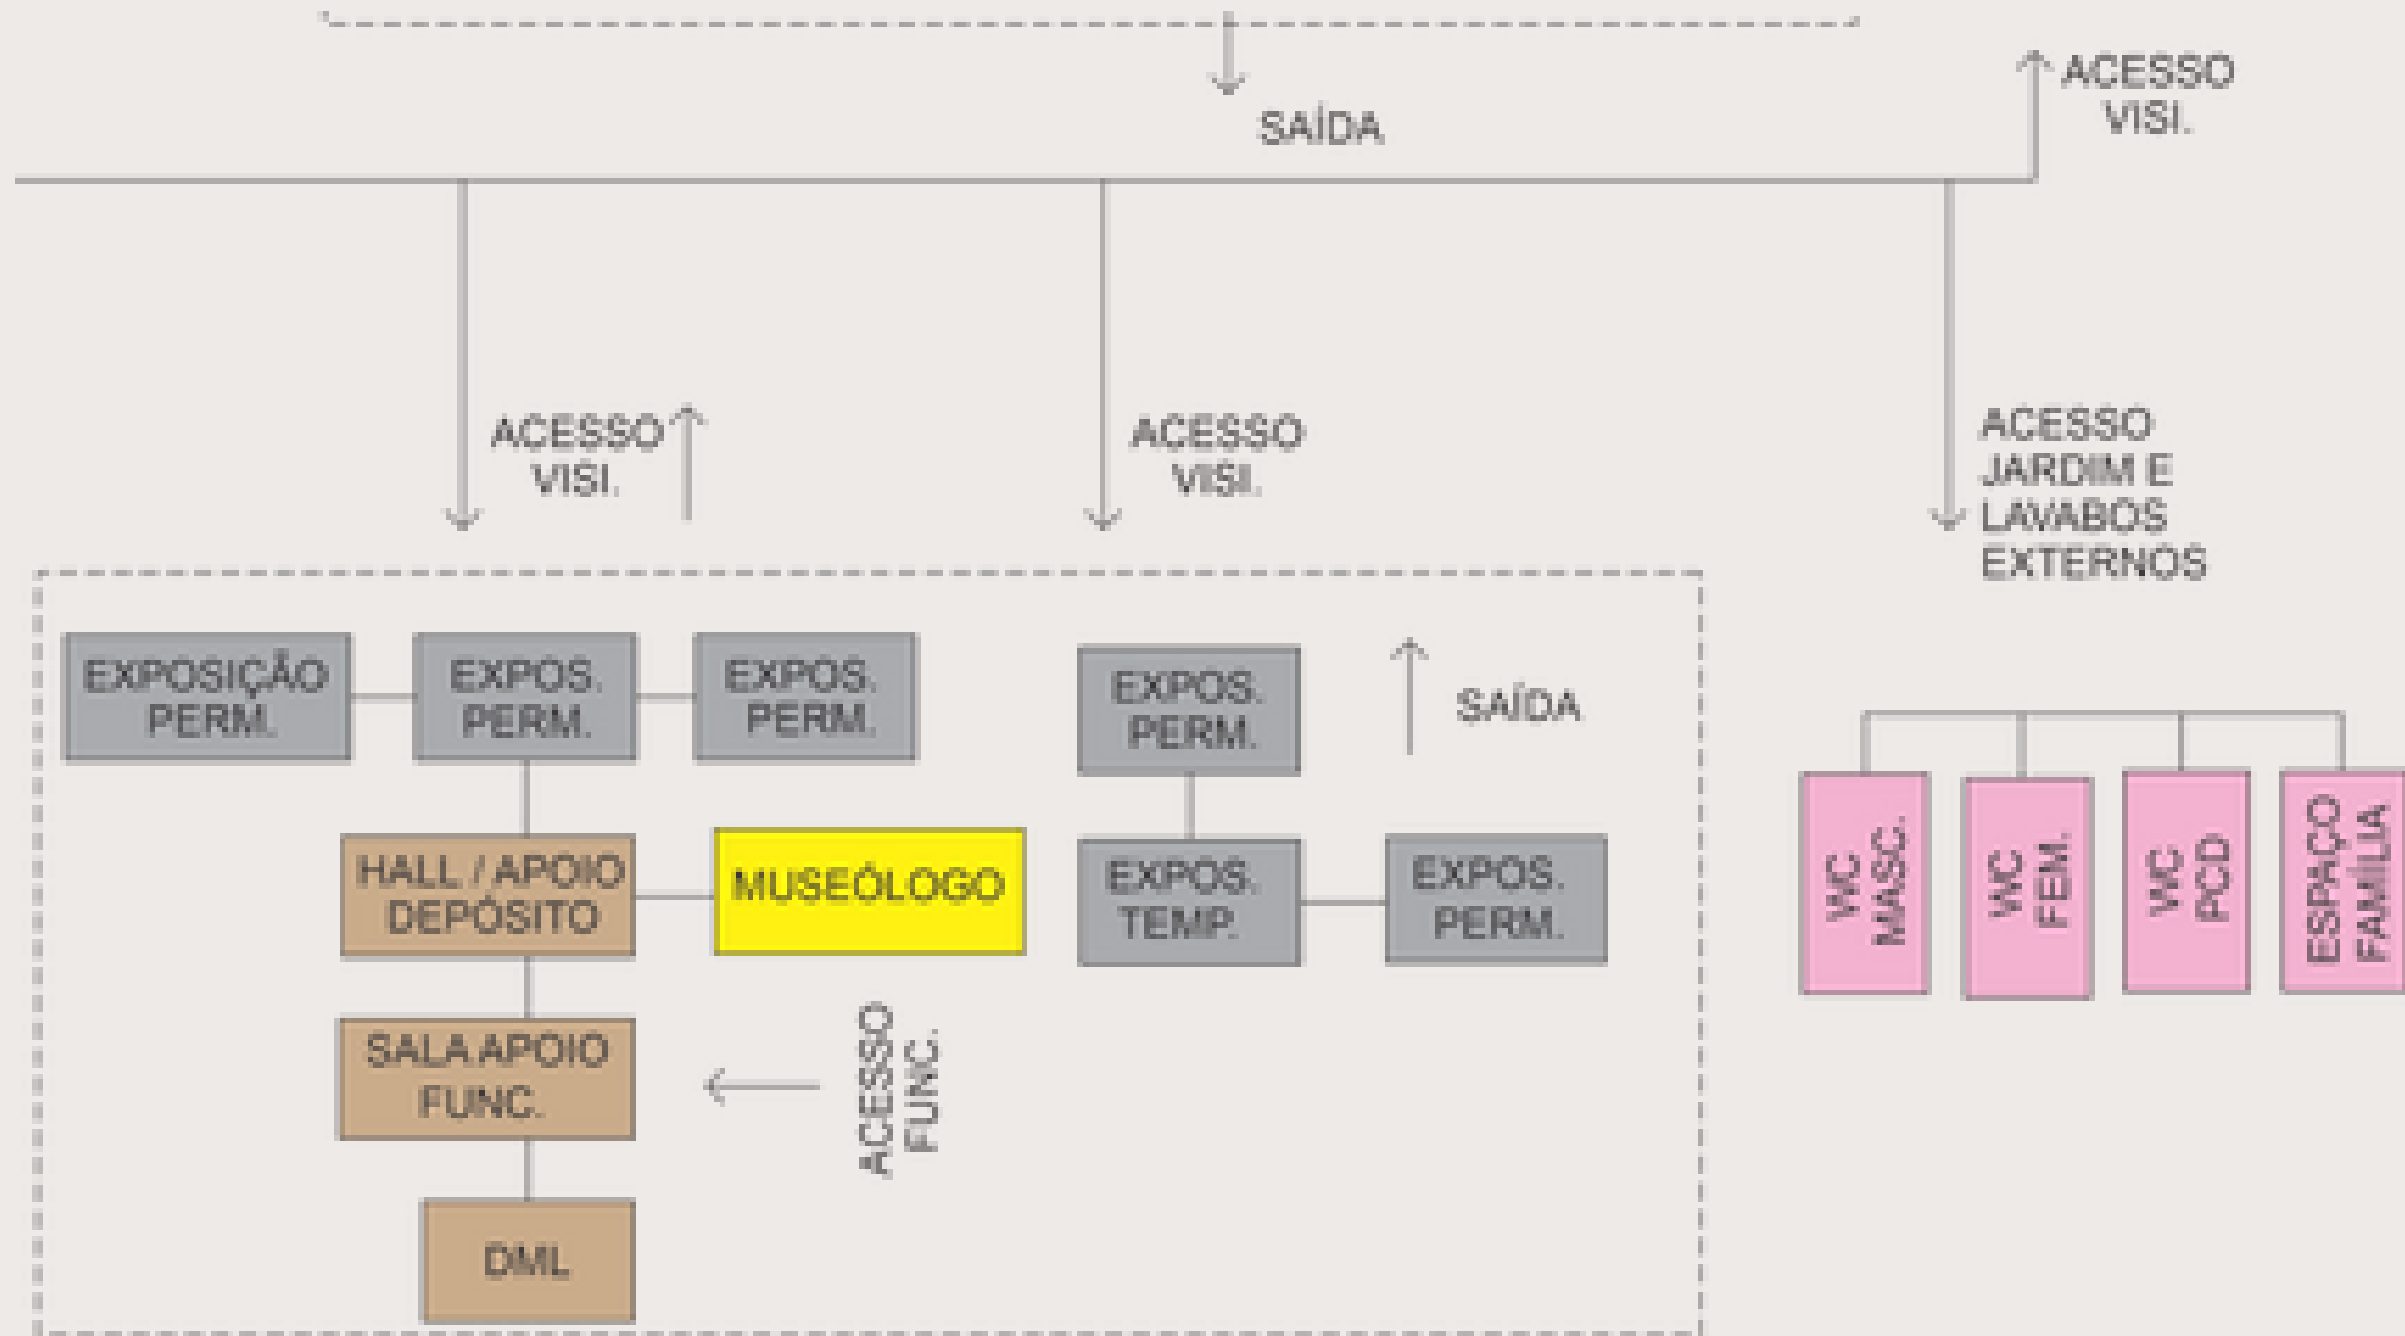 SAÍDA
ACESSO
VISI.
ACESSO
VISI.
ACESSO
VISI.
ACESSO
JARDIM E
LAVABOS
EXTERNOS
EXPOSIÇÃO
PERM.
EXPOS.
PERM.
EXPOS.
PERM.
EXPOS.
PERM.
SAÍDA
HALL / APOIO
DEPÓSITO
MUSEÓLOGO
EXPOS.
TEMP.
EXPOS.
PERM.
WC
MASC.
WC
FEM.
WC
PCD
ESPAÇO
FAMÍLIA
SALA APOIO
FUNC.
ACESSO
FUNC.
DML